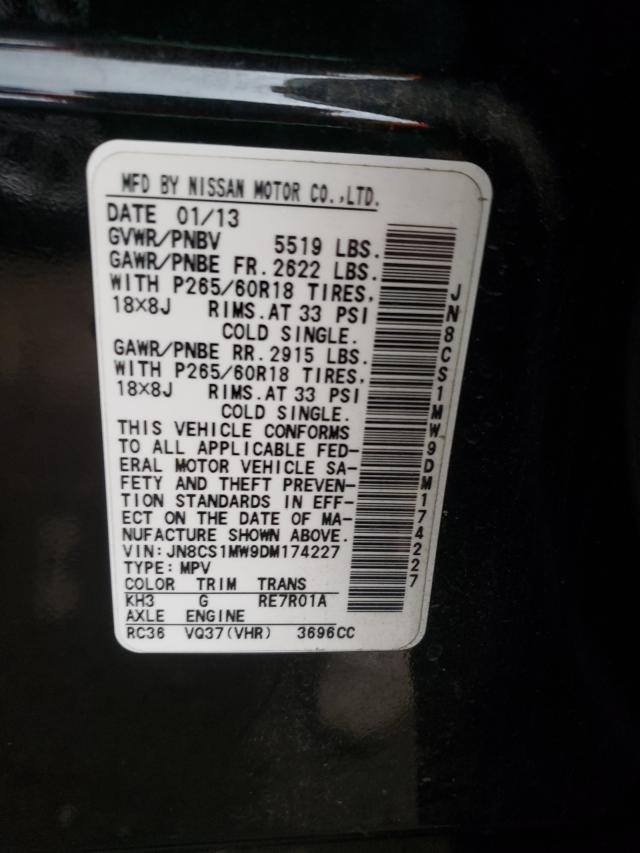 MFD BY NISSAN MOTOR CO.,LTD.
DATE 01/13
GVWR/PNBV 5519 LBS.
GAWR/PNBE FR. 2622 LBS.
WITH P265/60R18 TIRES,
18×8J RIMS. AT 33 PSI
COLD SINGLE.
GAWR/PNBE RR. 2915 LBS.
WITH P265/60R18 TIRES,
18×8J RIMS. AT 33 PSI
COLD SINGLE.
THIS VEHICLE CONFORMS
TO ALL APPLICABLE FED-
ERAL MOTOR VEHICLE SA-
FETY AND THEFT PREVEN-
TION STANDARDS IN EFF-
ECT ON THE DATE OF MA-
NUFACTURE SHOWN ABOVE.
VIN: JN8CS1MW9DM174227
TYPE: MPV
COLOR TRIM TRANS
KH3 G RE7R01A
AXLE ENGINE
RC36 VQ37(VHR) 3696CC
JN8CS1MW9DM174227